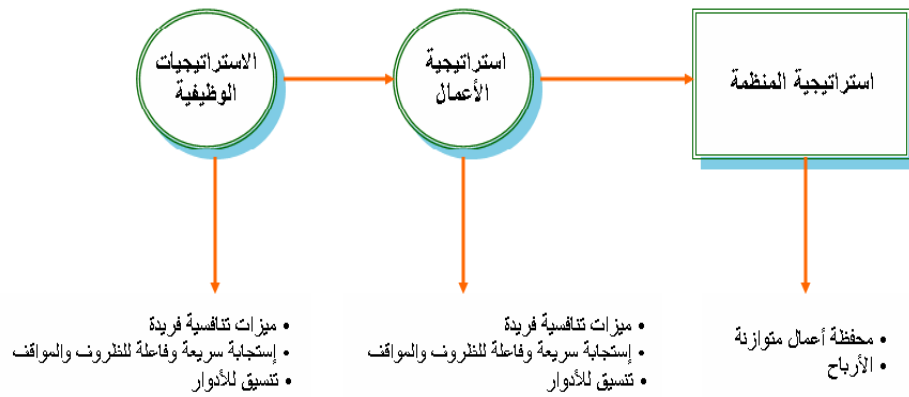 استراتيجية المنظمة
استراتيجية
الأعمال
الاستراتيجيات
الوظيفية
• محفظة أعمال متوازنة
• الأرباح
• ميزات تنافسية فريدة
• إستجابة سريعة وفاعلة للظروف والمواقف
• تنسيق للأدوار
• ميزات تنافسية فريدة
• إستجابة سريعة وفاعلة للظروف والمواقف
• تنسيق للأدوار